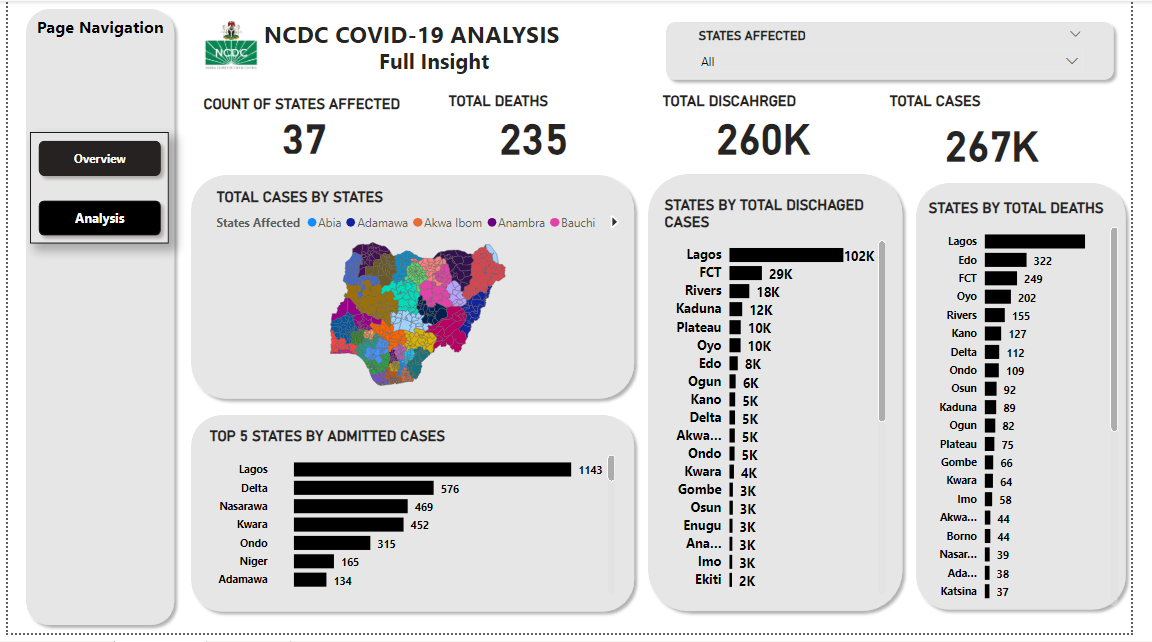 Page Navigation
Overview
Analysis
NCDC
NCDC COVID-19 ANALYSIS
Full Insight
STATES AFFECTED
All
COUNT OF STATES AFFECTED
37
TOTAL DEATHS
235
TOTAL DISCAHRGED
260K
TOTAL CASES
267K
TOTAL CASES BY STATES
States Affected Abia Adamawa Akwa Ibom Anambra Bauchi
TOP 5 STATES BY ADMITTED CASES
Lagos 1143
Delta 576
Nasarawa 469
Kwara 452
Ondo 315
Niger 165
Adamawa 134
STATES BY TOTAL DISCHAGED
CASES
Lagos 102K
FCT 29K
Rivers 18K
Kaduna 12K
Plateau 10K
Oyo 10K
Edo 8K
Ogun 6K
Kano 5K
Delta 5K
Akwa... 5K
Ondo 5K
Kwara 4K
Gombe 3K
Osun 3K
Enugu 3K
Ana... 3K
Imo 3K
Ekiti 2K
STATES BY TOTAL DEATHS
Lagos
Edo 322
FCT 249
Oyo 202
Rivers 155
Kano 127
Delta 112
Ondo 109
Osun 92
Kaduna 89
Ogun 82
Plateau 75
Gombe 66
Kwara 64
Imo 58
Akwa... 44
Borno 44
Nasar... 39
Ada... 38
Katsina 37